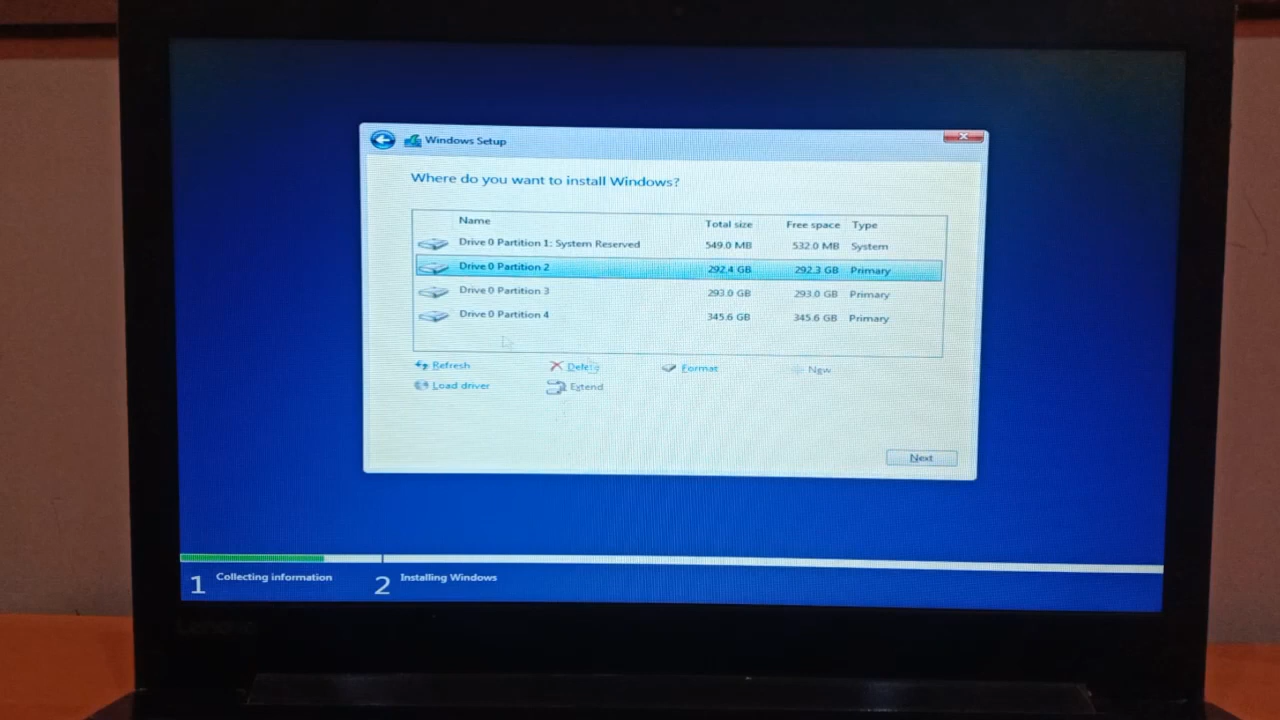 Windows Setup
Where do you want to install Windows?
Name Total size Free space Type
Drive 0 Partition 1: System Reserved 549.0 MB 532.0 MB System
Drive 0 Partition 2 292.4 GB 292.3 GB Primary
Drive 0 Partition 3 293.0 GB 293.0 GB Primary
Drive 0 Partition 4 345.6 GB 345.6 GB Primary
Refresh Delete Format New
Load driver Extend
Next
1 Collecting information 2 Installing Windows
Lenovo